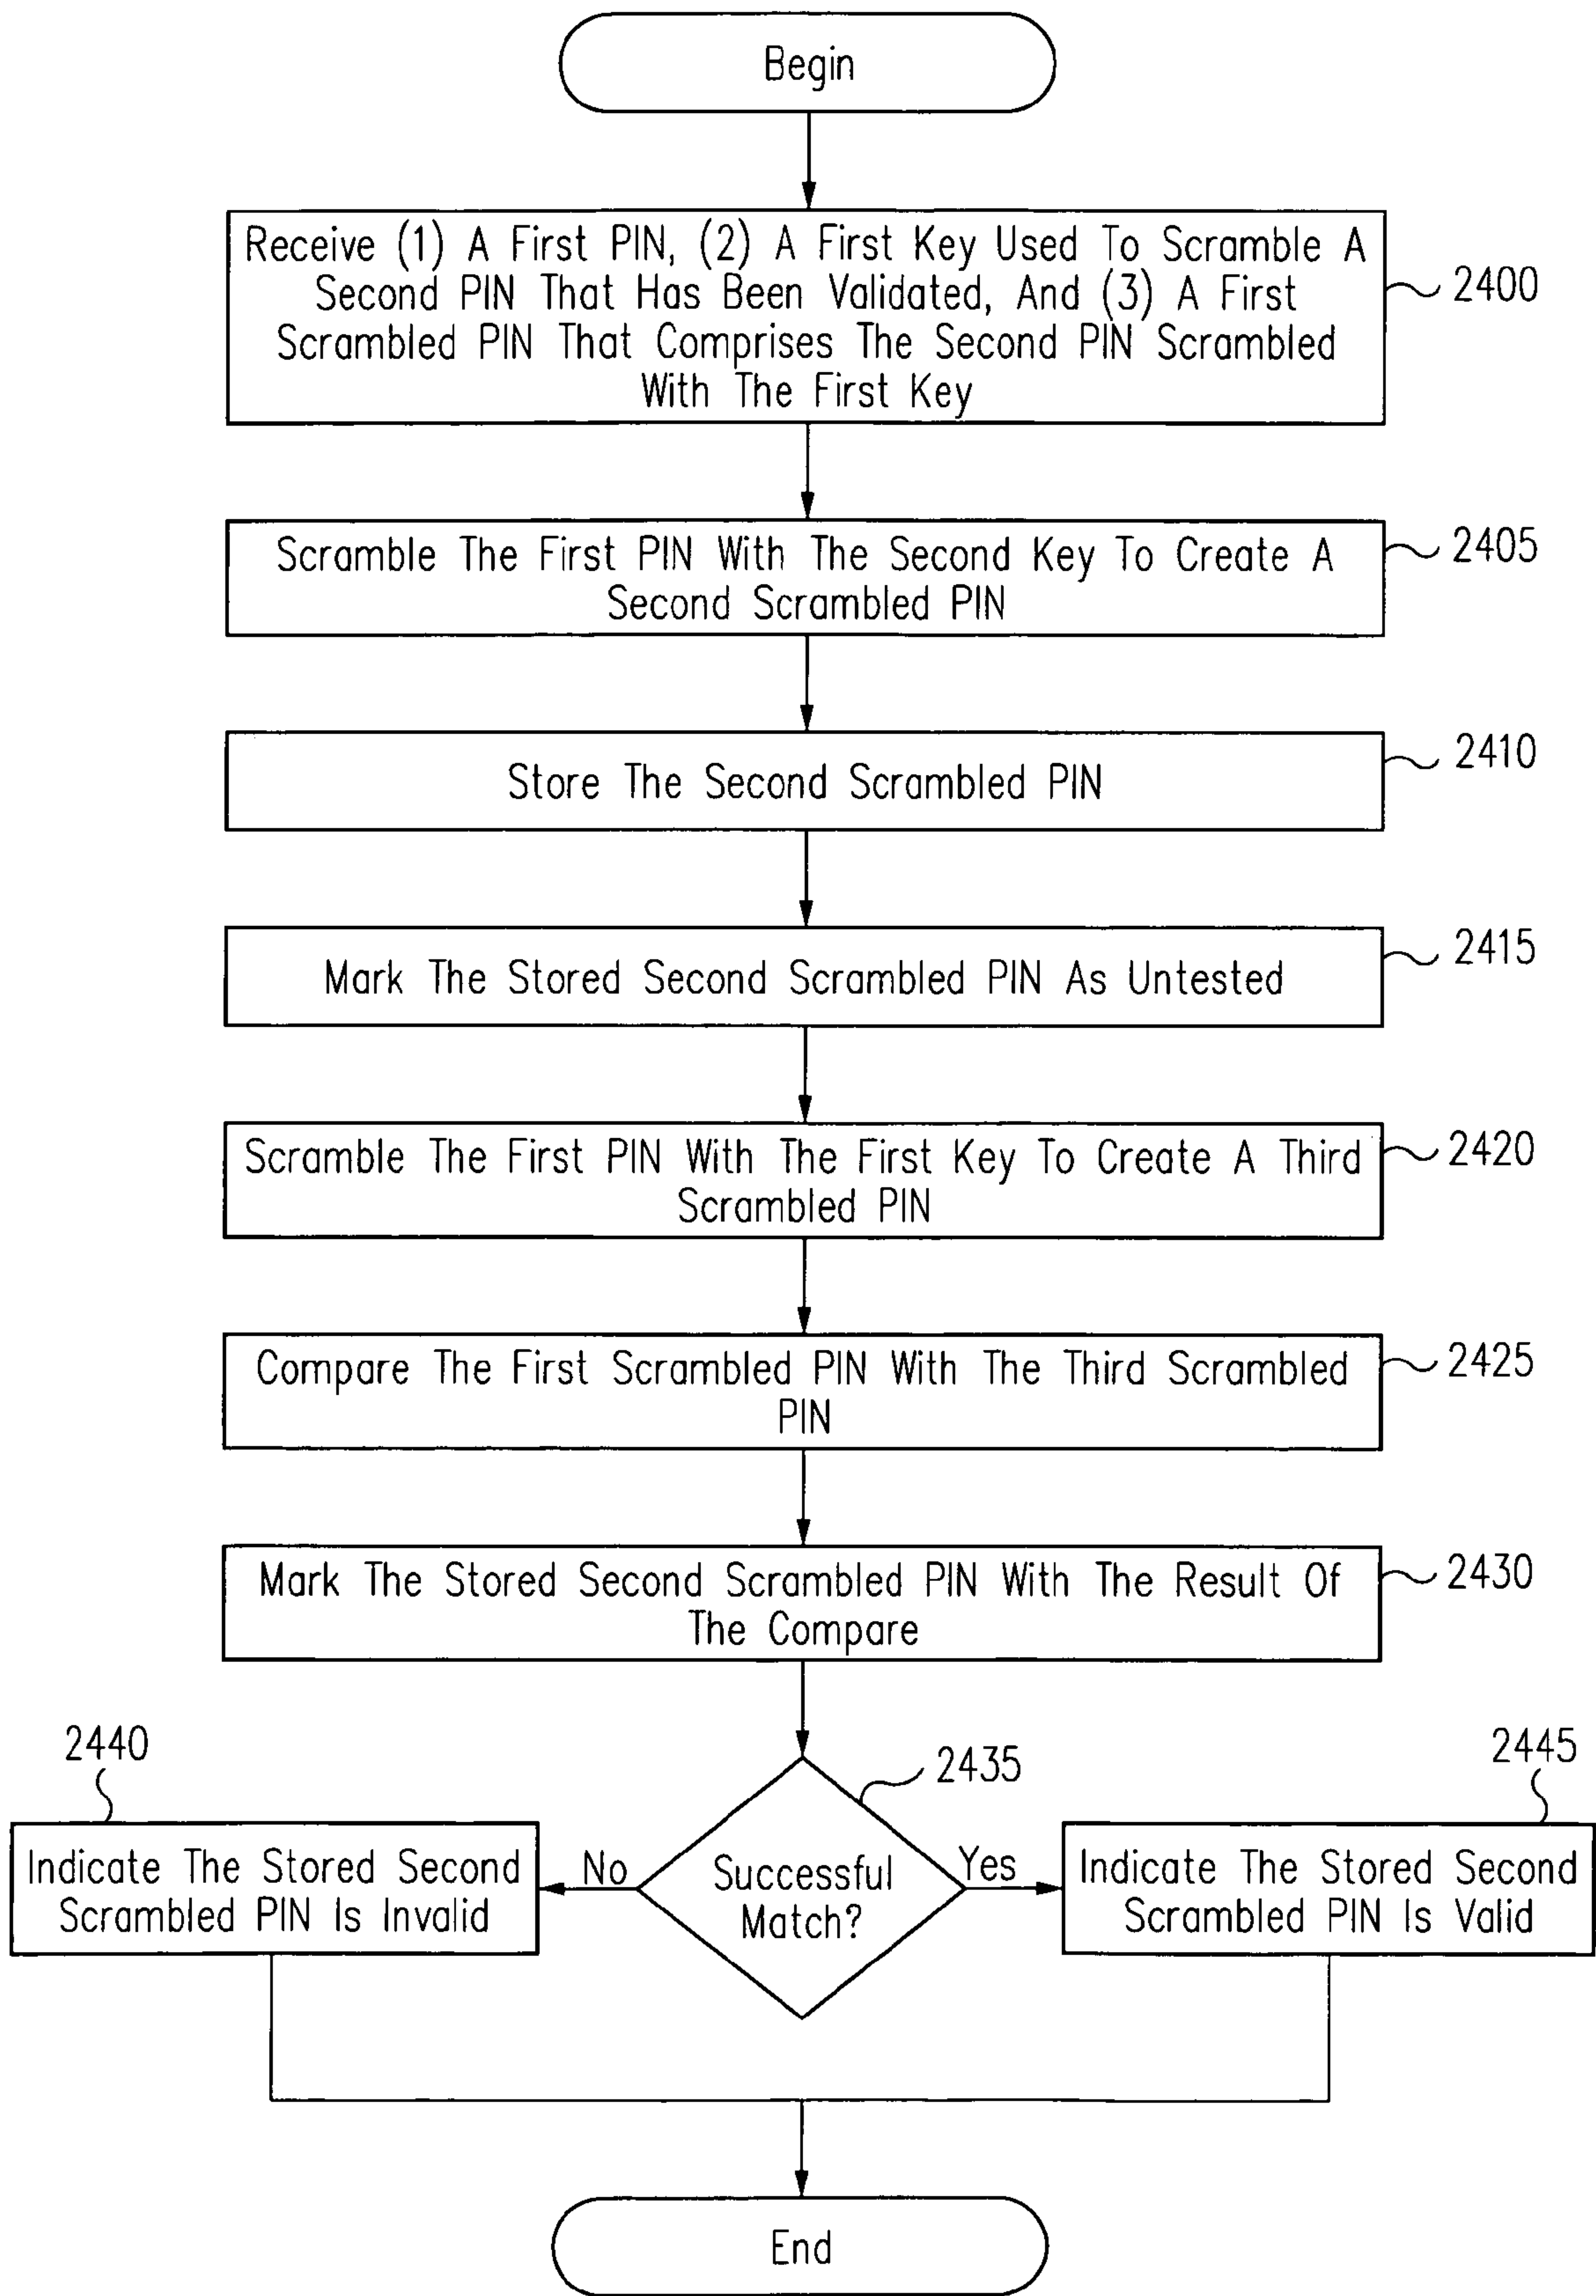 Begin
Receive (1) A First PIN, (2) A First Key Used To Scramble A
Second PIN That Has Been Validated, And (3) A First
Scrambled PIN That Comprises The Second PIN Scrambled
With The First Key
2400
Scramble The First PIN With The Second Key To Create A
Second Scrambled PIN
2405
Store The Second Scrambled PIN
2410
Mark The Stored Second Scrambled PIN As Untested
2415
Scramble The First PIN With The First Key To Create A Third
Scrambled PIN
2420
Compare The First Scrambled PIN With The Third Scrambled
PIN
2425
Mark The Stored Second Scrambled PIN With The Result Of
The Compare
2430
2440
Indicate The Stored Second
Scrambled PIN Is Invalid
No
2435
Successful
Match?
Yes
2445
Indicate The Stored Second
Scrambled PIN Is Valid
End